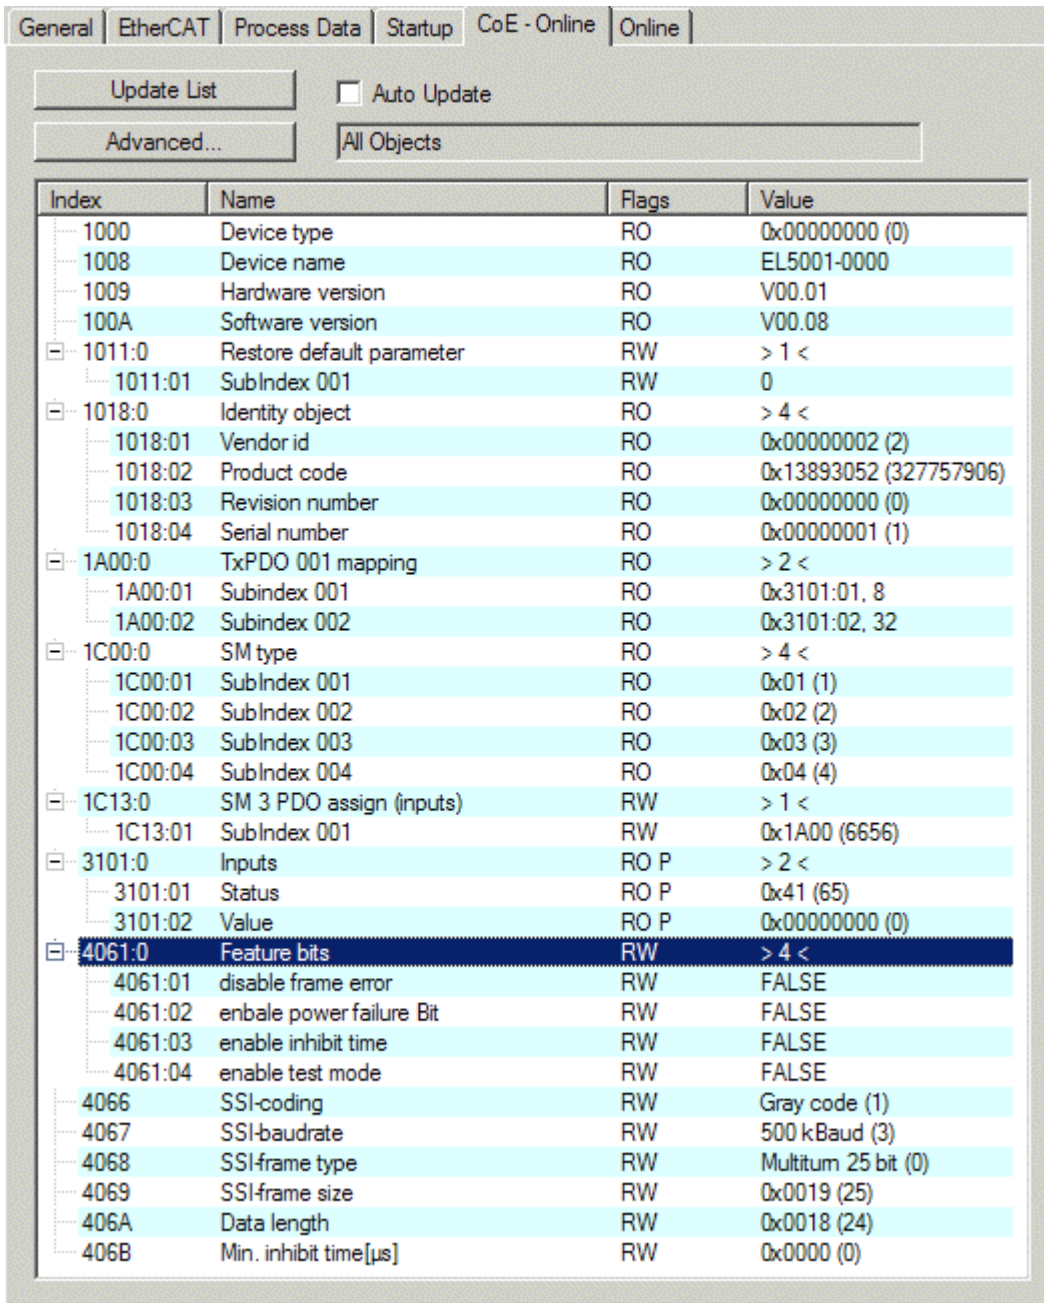 General EtherCAT Process Data Startup CoE - Online Online
Update List Auto Update
Advanced... All Objects
Index Name Flags Value
1000 Device type RO 0x00000000 (0)
1008 Device name RO EL5001-0000
1009 Hardware version RO V00.01
100A Software version RO V00.08
1011:0 Restore default parameter RW > 1 <
1011:01 SubIndex 001 RW 0
1018:0 Identity object RO > 4 <
1018:01 Vendor id RO 0x00000002 (2)
1018:02 Product code RO 0x13893052 (327757906)
1018:03 Revision number RO 0x00000000 (0)
1018:04 Serial number RO 0x00000001 (1)
1A00:0 TxPDO 001 mapping RO > 2 <
1A00:01 Subindex 001 RO 0x3101:01, 8
1A00:02 Subindex 002 RO 0x3101:02, 32
1C00:0 SM type RO > 4 <
1C00:01 SubIndex 001 RO 0x01 (1)
1C00:02 SubIndex 002 RO 0x02 (2)
1C00:03 SubIndex 003 RO 0x03 (3)
1C00:04 SubIndex 004 RO 0x04 (4)
1C13:0 SM 3 PDO assign (inputs) RW > 1 <
1C13:01 SubIndex 001 RW 0x1A00 (6656)
3101:0 Inputs RO P > 2 <
3101:01 Status RO P 0x41 (65)
3101:02 Value RO P 0x00000000 (0)
4061:0 Feature bits RW > 4 <
4061:01 disable frame error RW FALSE
4061:02 enbale power failure Bit RW FALSE
4061:03 enable inhibit time RW FALSE
4061:04 enable test mode RW FALSE
4066 SSI-coding RW Gray code (1)
4067 SSI-baudrate RW 500 kBaud (3)
4068 SSI-frame type RW Multiturn 25 bit (0)
4069 SSI-frame size RW 0x0019 (25)
406A Data length RW 0x0018 (24)
406B Min. inhibit time[µs] RW 0x0000 (0)